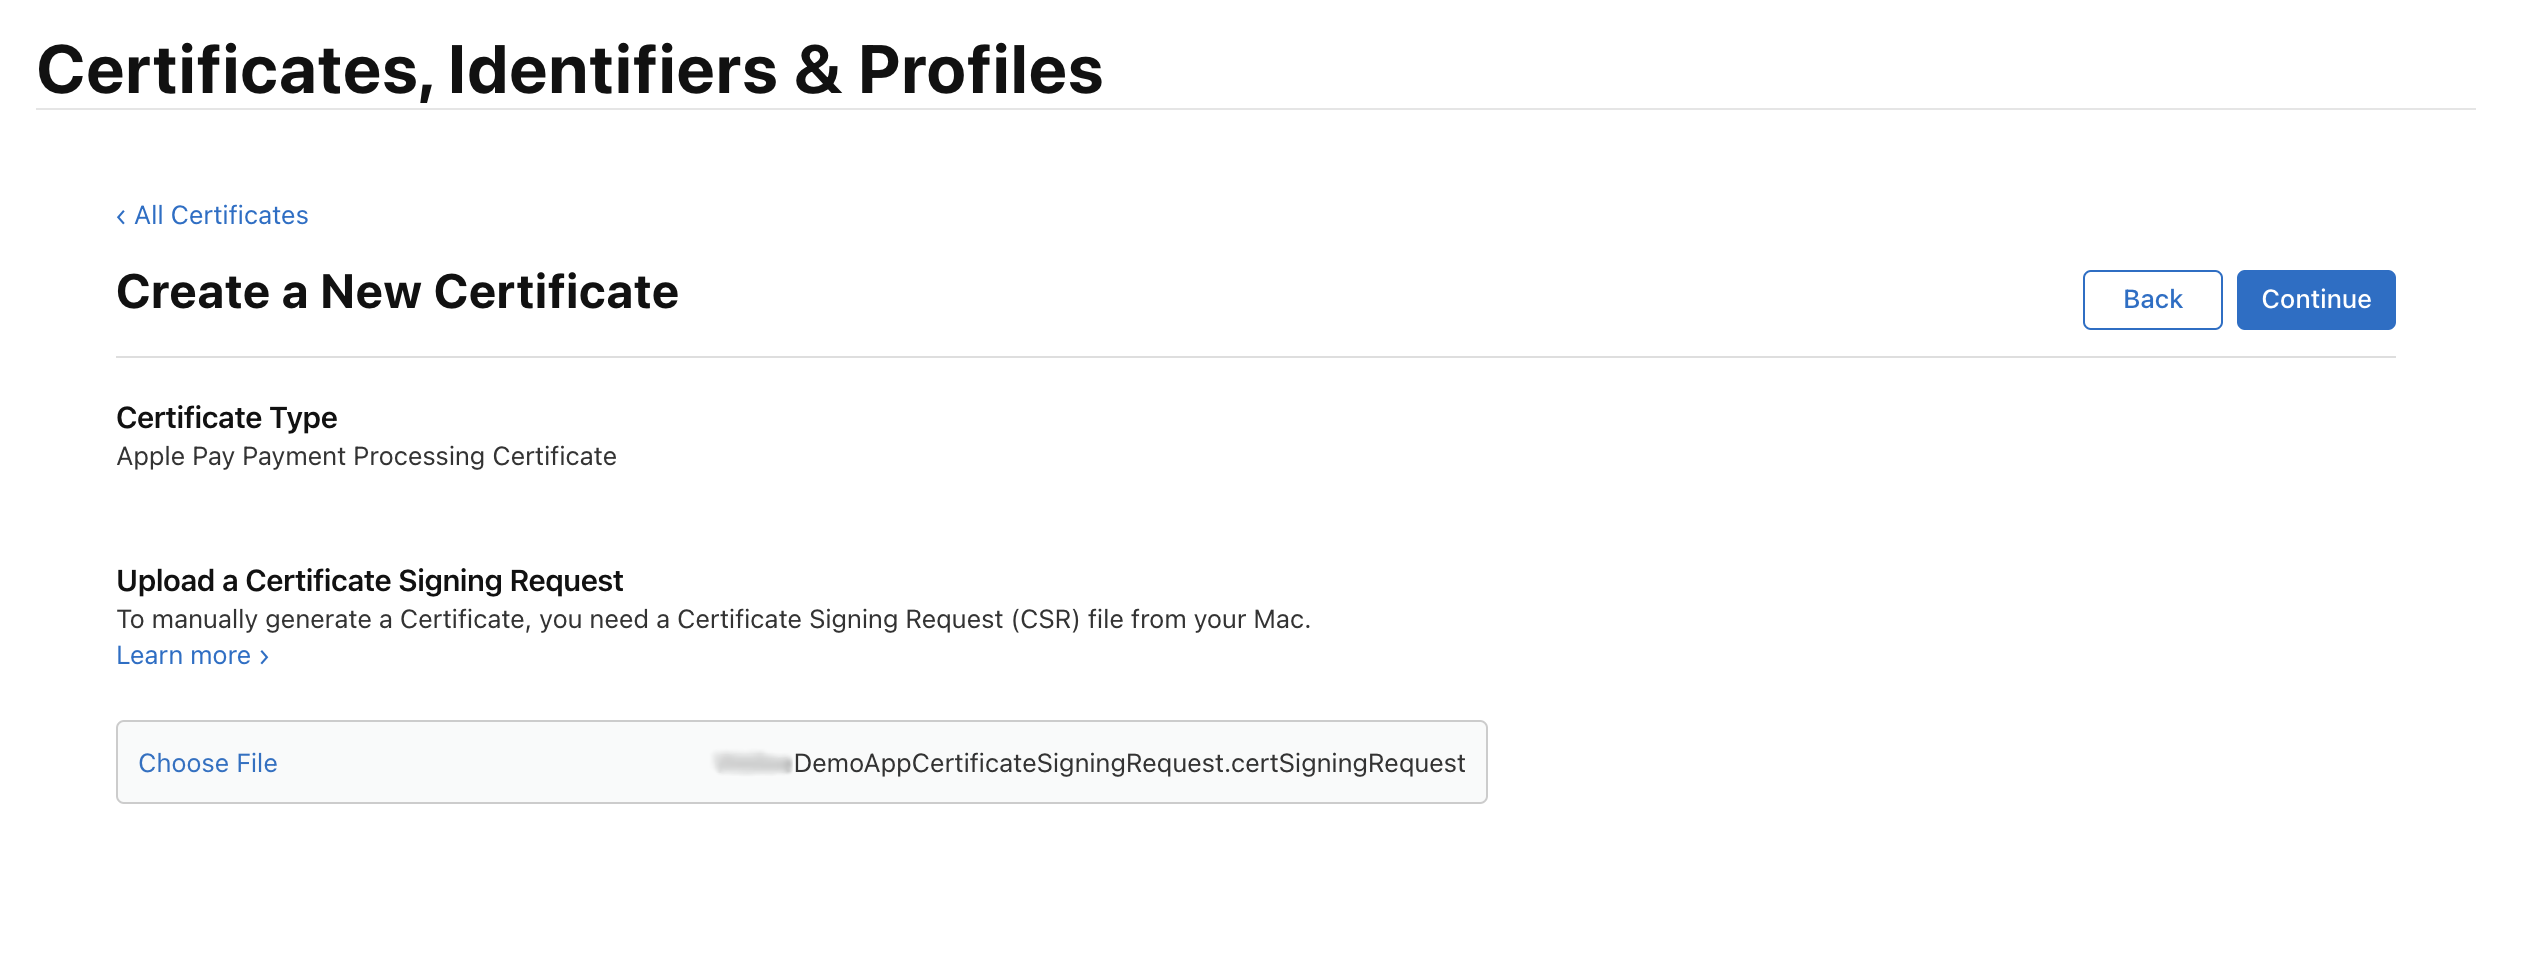 Certificates, Identifiers & Profiles
‹ All Certificates
Create a New Certificate
Back
Continue
Certificate Type
Apple Pay Payment Processing Certificate
Upload a Certificate Signing Request
To manually generate a Certificate, you need a Certificate Signing Request (CSR) file from your Mac.
Learn more ›
Choose File
DemoAppCertificateSigningRequest.certSigningRequest